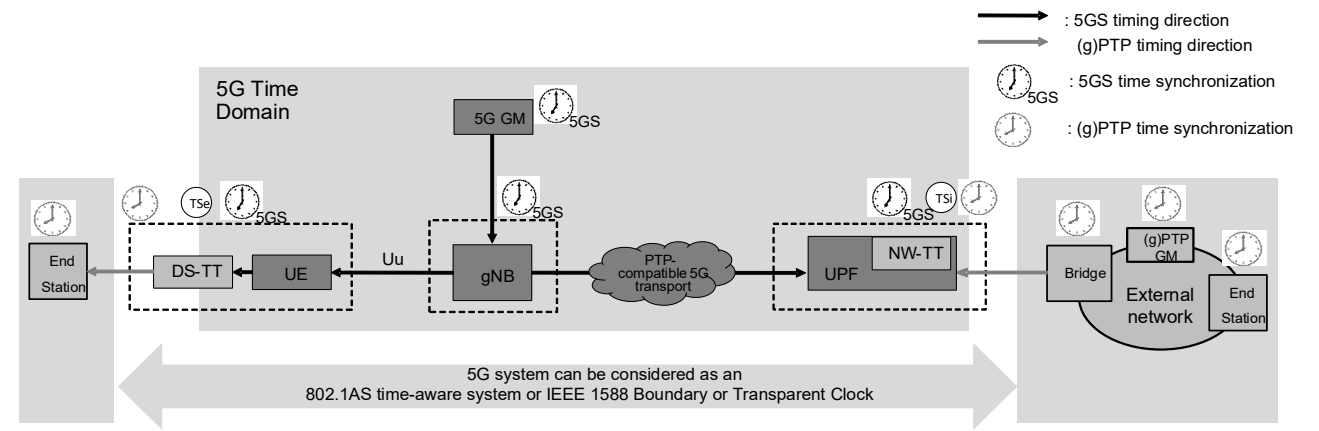 : 5GS timing direction
(g)PTP timing direction
5GS
: 5GS time synchronization
: (g)PTP time synchronization
5G Time
Domain
5G GM
5GS
5GS
TSe
5GS
5GS
TSi
End
Station
DS-TT
UE
Uu
gNB
PTP-
compatible 5G
transport
UPF
NW-TT
Bridge
(g)PTP
GM
External
network
End
Station
5G system can be considered as an
802.1AS time-aware system or IEEE 1588 Boundary or Transparent Clock